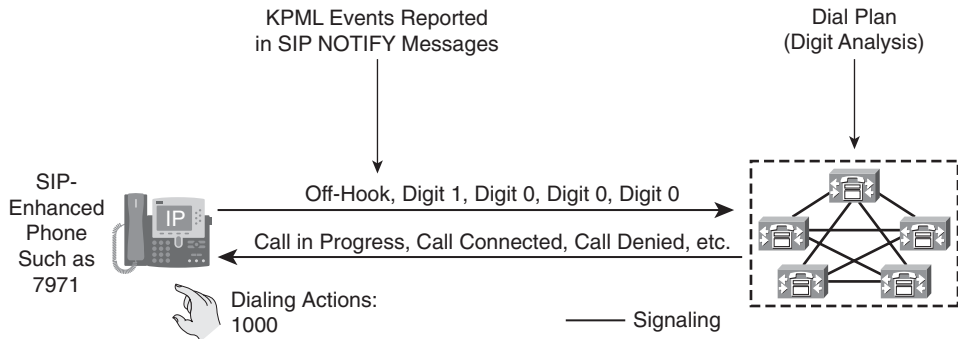 KPML Events Reported
in SIP NOTIFY Messages
Dial Plan
(Digit Analysis)
SIP-
Enhanced
Phone
Such as
7971
IP
Off-Hook, Digit 1, Digit 0, Digit 0, Digit 0
Call in Progress, Call Connected, Call Denied, etc.
Dialing Actions:
1000
Signaling